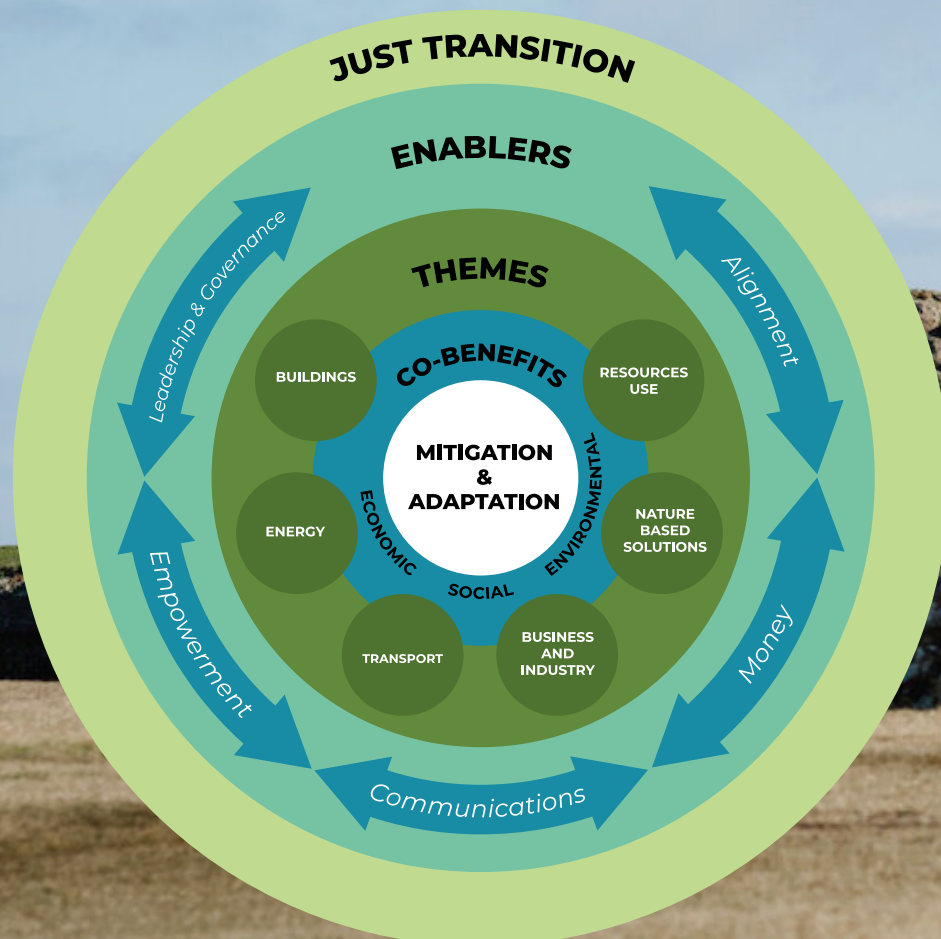 JUST TRANSITION
ENABLERS
Leadership & Governance
Alignment
THEMES
CO-BENEFITS
BUILDINGS
RESOURCES
USE
MITIGATION
&
ADAPTATION
ECONOMIC
SOCIAL
ENVIRONMENTAL
ENERGY
NATURE
BASED
SOLUTIONS
TRANSPORT
BUSINESS
AND
INDUSTRY
Empowerment
Money
Communications